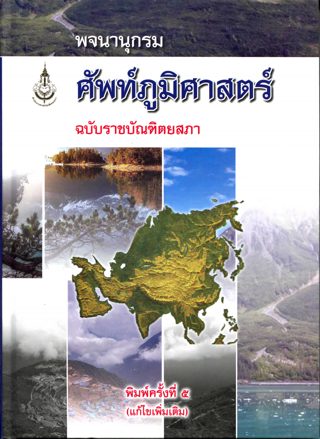 พจนานุกรม
ศัพท์ภูมิศาสตร์
ฉบับราชบัณฑิตยสภา
พิมพ์ครั้งที่ ๕
(แก้ไขเพิ่มเติม)